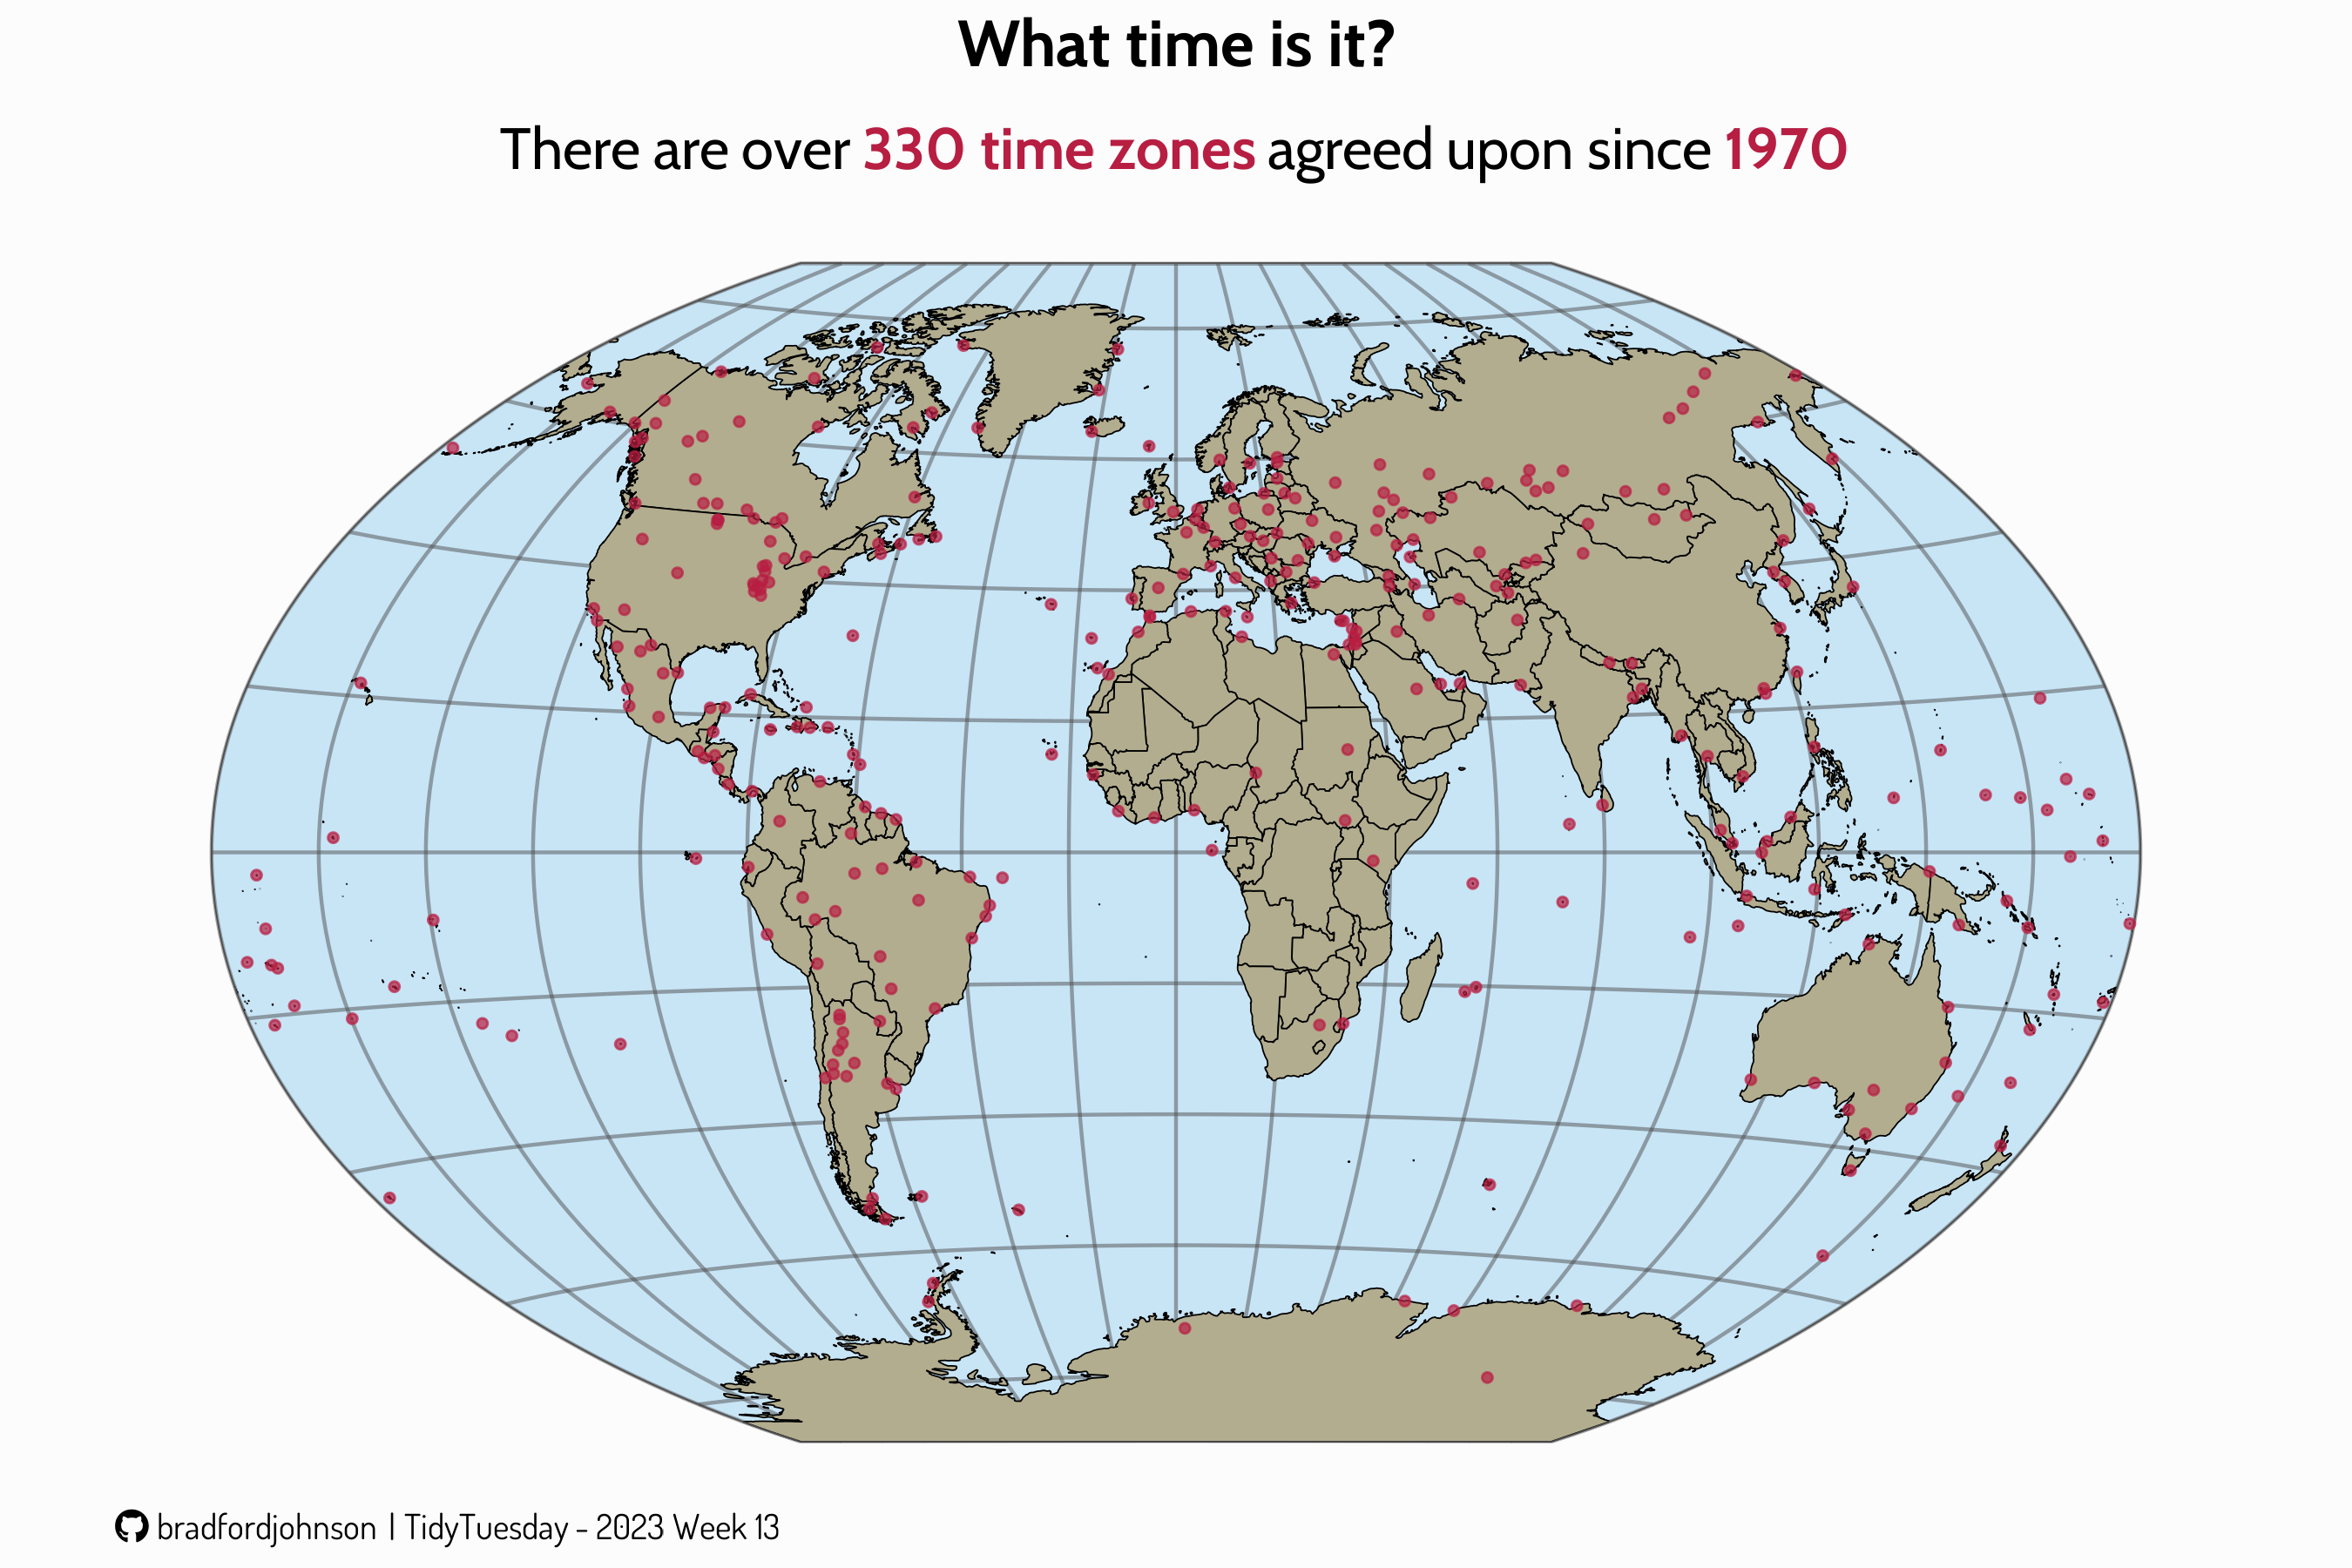 What time is it?
There are over 330 time zones agreed upon since 1970
bradfordjohnson | TidyTuesday - 2023 Week 13